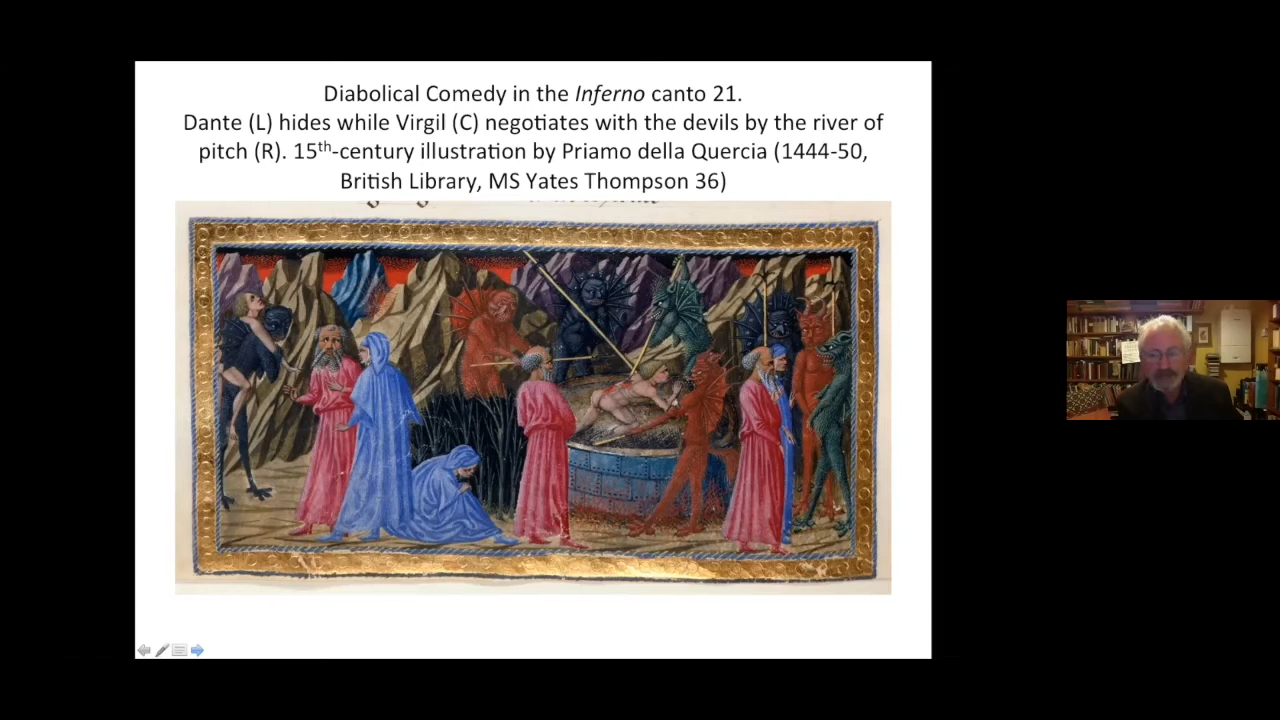 Diabolical Comedy in the Inferno canto 21.
Dante (L) hides while Virgil (C) negotiates with the devils by the river of
pitch (R). 15th-century illustration by Priamo della Quercia (1444-50,
British Library, MS Yates Thompson 36)